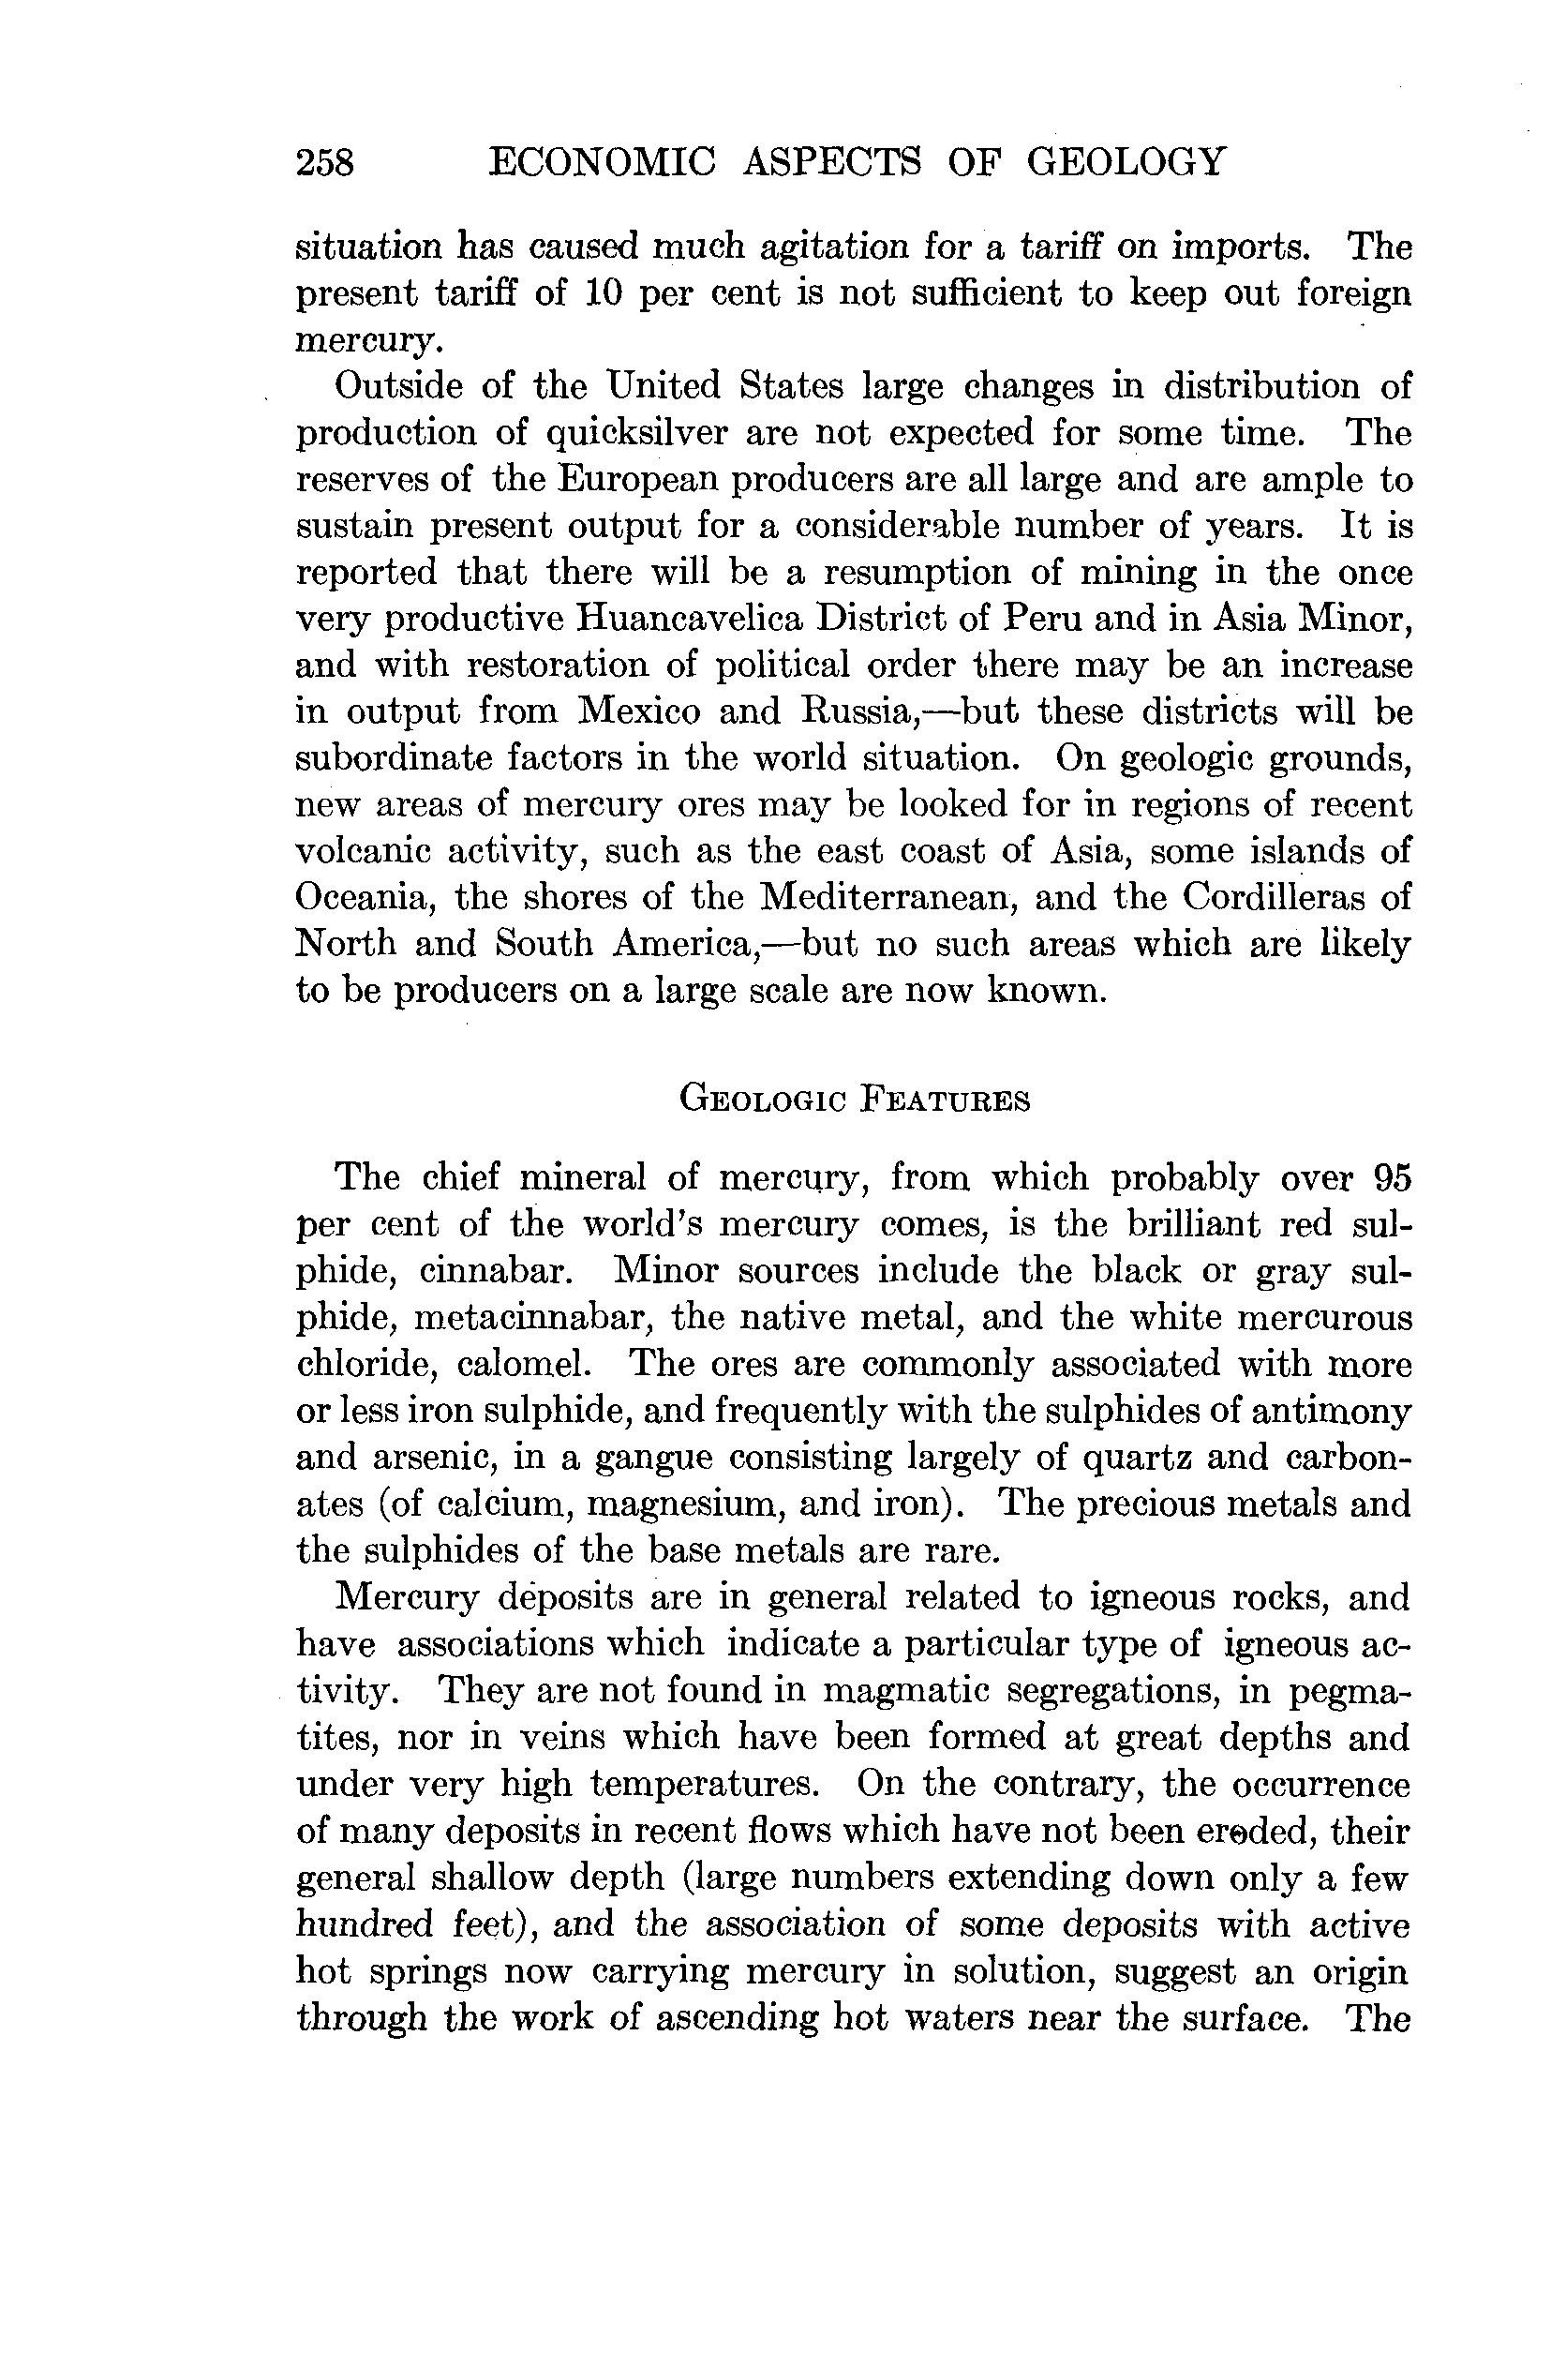 258 ECONOMIC ASPECTS OF GEOLOGY
situation has caused much agitation for a tariff on imports. The
present tariff of 10 per cent is not sufficient to keep out foreign
mercury.
Outside of the United States large changes in distribution of
production of quicksilver are not expected for some time. The
reserves of the European producers are all large and are ample to
sustain present output for a considerable number of years. It is
reported that there will be a resumption of mining in the once
very productive Huancavelica District of Peru and in Asia Minor,
and with restoration of political order there may be an increase
in output from Mexico and Russia,—but these districts will be
subordinate factors in the world situation. On geologic grounds,
new areas of mercury ores may be looked for in regions of recent
volcanic activity, such as the east coast of Asia, some islands of
Oceania, the shores of the Mediterranean, and the Cordilleras of
North and South America,—but no such areas which are likely
to be producers on a large scale are now known.
GEOLOGIC FEATURES
The chief mineral of mercury, from which probably over 95
per cent of the world's mercury comes, is the brilliant red sul-
phide, cinnabar. Minor sources include the black or gray sul-
phide, metacinnabar, the native metal, and the white mercurous
chloride, calomel. The ores are commonly associated with more
or less iron sulphide, and frequently with the sulphides of antimony
and arsenic, in a gangue consisting largely of quartz and carbon-
ates (of calcium, magnesium, and iron). The precious metals and
the sulphides of the base metals are rare.
Mercury deposits are in general related to igneous rocks, and
have associations which indicate a particular type of igneous ac-
tivity. They are not found in magmatic segregations, in pegma-
tites, nor in veins which have been formed at great depths and
under very high temperatures. On the contrary, the occurrence
of many deposits in recent flows which have not been eroded, their
general shallow depth (large numbers extending down only a few
hundred feet), and the association of some deposits with active
hot springs now carrying mercury in solution, suggest an origin
through the work of ascending hot waters near the surface. The